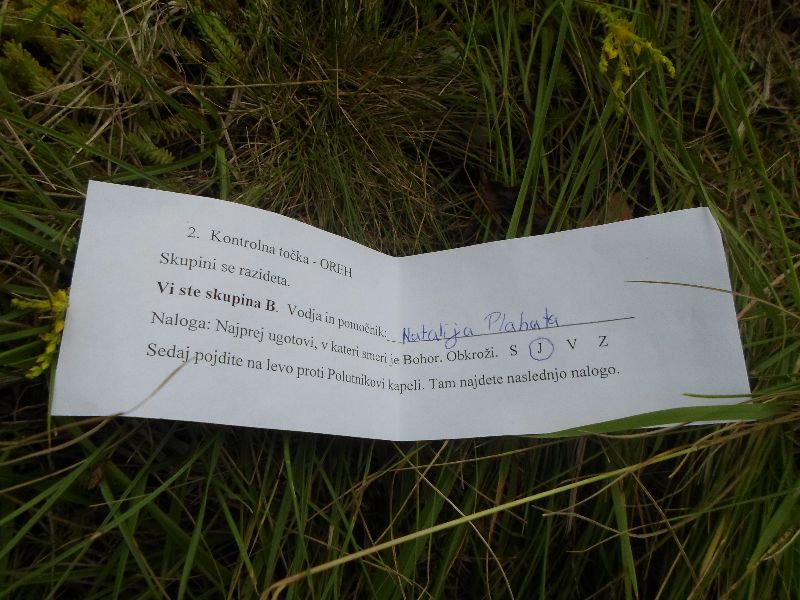 2. Kontrolna točka - OREH
Skupini se razideta.
Vi ste skupina B. Vodja in pomočnik: Natalija Plahuta
Naloga: Najprej ugotovi, v kateri smeri je Bohor. Obkroži. S J V Z
Sedaj pojdite na levo proti Polutnikovi kapeli. Tam najdete naslednjo nalogo.